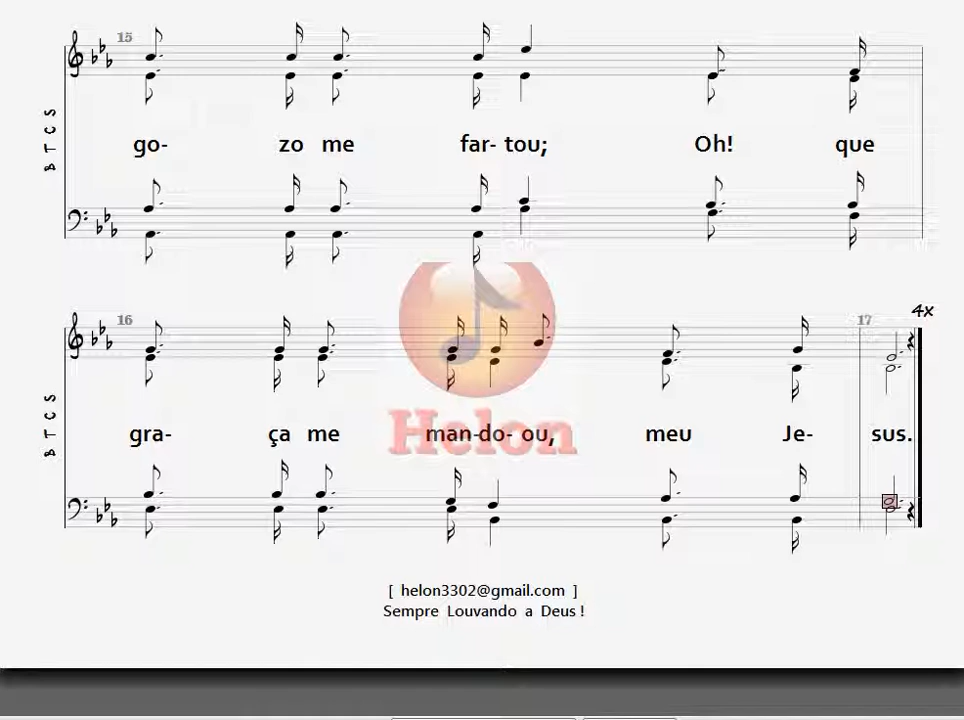 15
B T C S
go- zo me far- tou; Oh! que
16
17
4x
B T C S
gra- ça me man-do- ou, meu Je- sus.
Helon
[ helon3302@gmail.com ]
Sempre Louvando a Deus !